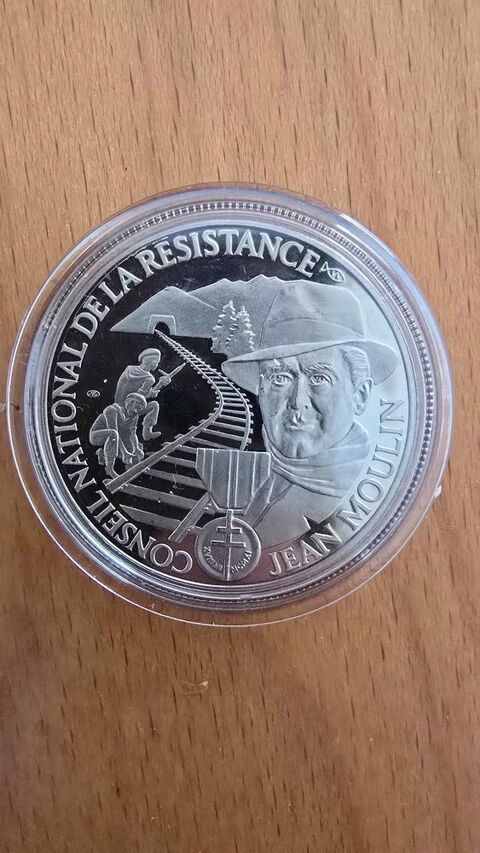 CONSEIL NATIONAL DE LA RESISTANCE
JEAN MOULIN